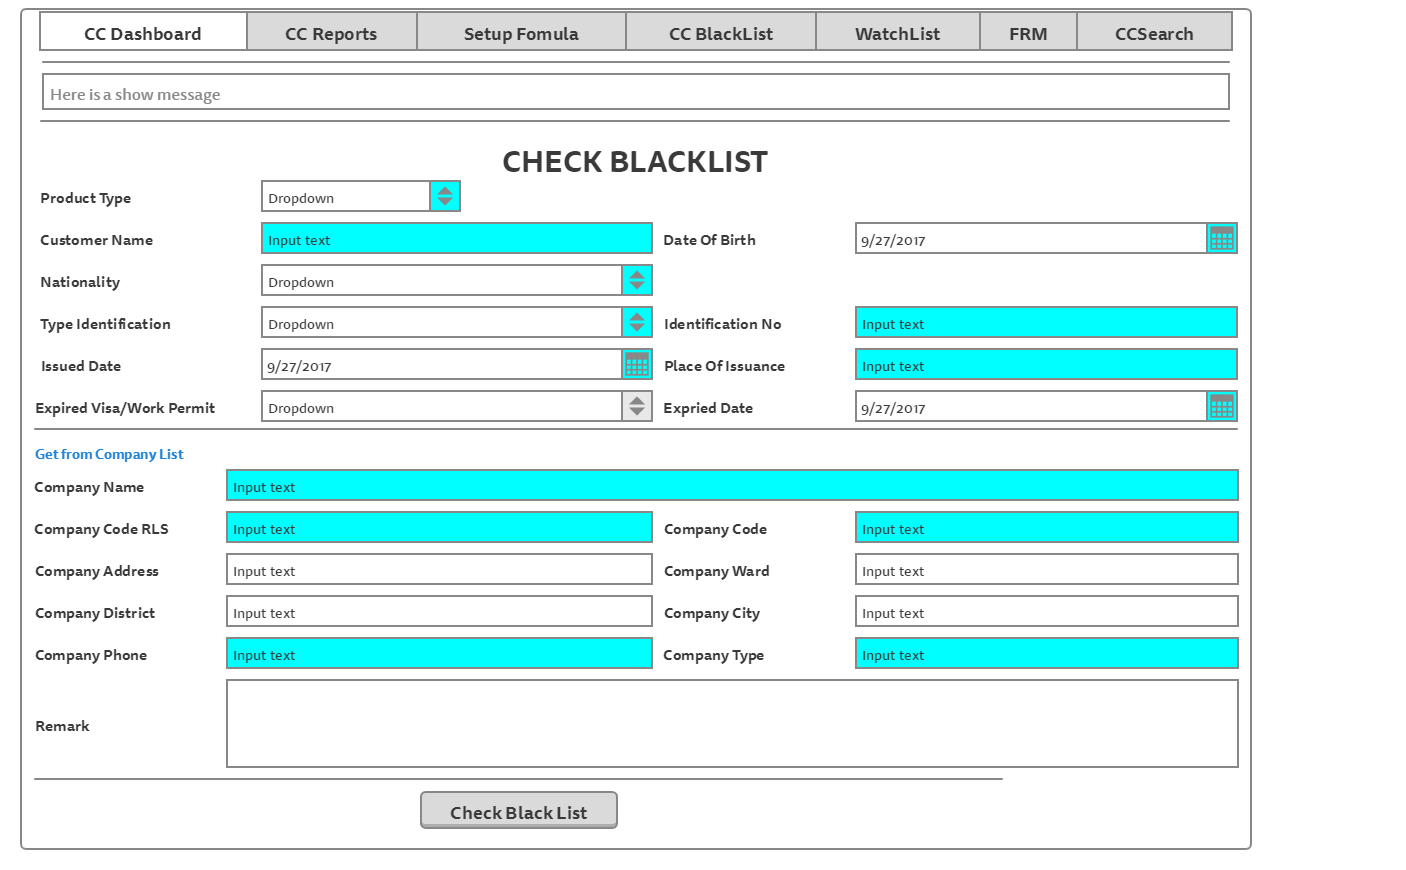 CC Dashboard CC Reports Setup Fomula CC BlackList WatchList FRM CCSearch
Here is a show message
CHECK BLACKLIST
Product Type Dropdown
Customer Name Input text Date Of Birth 9/27/2017
Nationality Dropdown
Type Identification Dropdown Identification No Input text
Issued Date 9/27/2017 Place Of Issuance Input text
Expired Visa/Work Permit Dropdown Expried Date 9/27/2017
Get from Company List
Company Name Input text
Company Code RLS Input text Company Code Input text
Company Address Input text Company Ward Input text
Company District Input text Company City Input text
Company Phone Input text Company Type Input text
Remark
Check Black List